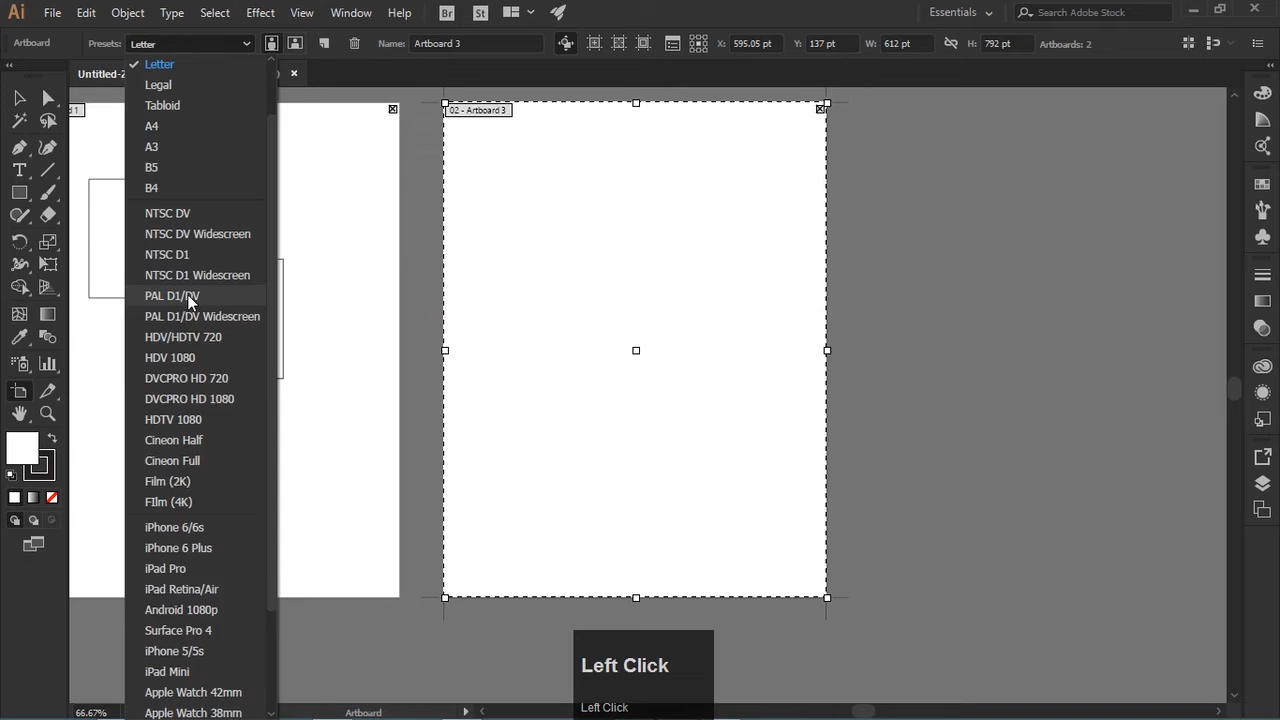 Ai File Edit Object Type Select Effect View Window Help Br St Essentials Search Adobe Stock
Artboard Presets: Letter Name: Artboard 3 X: 595.05 pt Y: 137 pt W: 612 pt H: 792 pt Artboards: 2
Untitled-2
Letter
Legal
Tabloid
A4
A3
B5
B4
NTSC DV
NTSC DV Widescreen
NTSC D1
NTSC D1 Widescreen
PAL D1/DV
PAL D1/DV Widescreen
HDV/HDTV 720
HDV 1080
DVCPRO HD 720
DVCPRO HD 1080
HDTV 1080
Cineon Half
Cineon Full
Film (2K)
FIlm (4K)
iPhone 6/6s
iPhone 6 Plus
iPad Pro
iPad Retina/Air
Android 1080p
Surface Pro 4
iPhone 5/5s
iPad Mini
Apple Watch 42mm
Apple Watch 38mm
d 1
02 - Artboard 3
Left Click
Left Click
66.67% Artboard